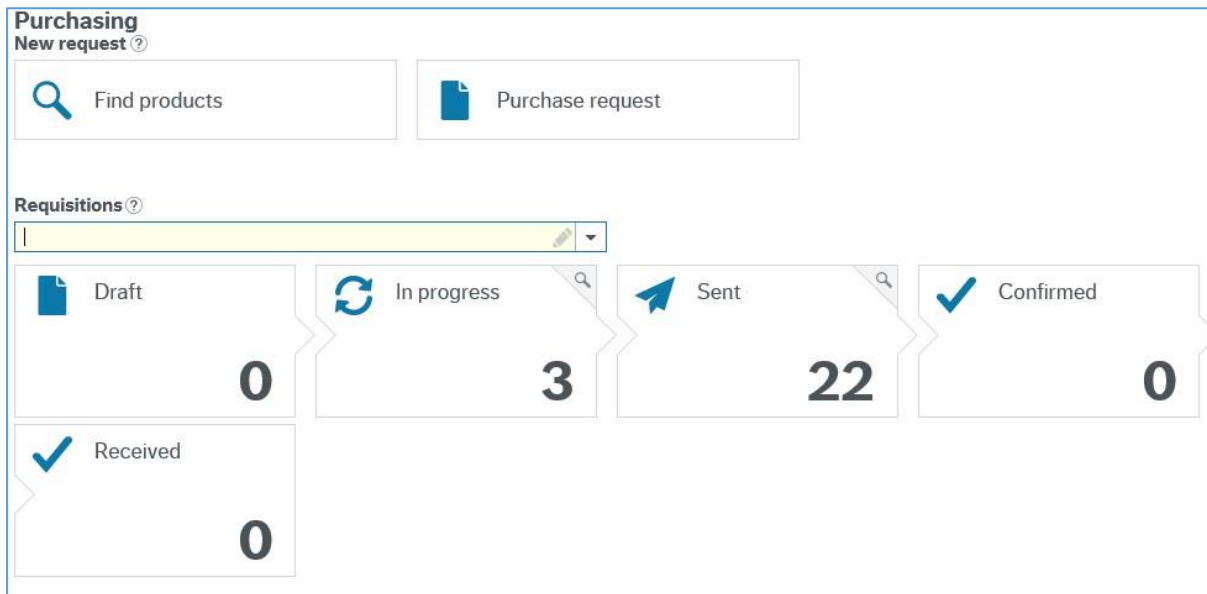 Purchasing
New request ?
Find products
Purchase request
Requisitions ?
Draft
In progress
Sent
Confirmed
0
3
22
0
Received
0